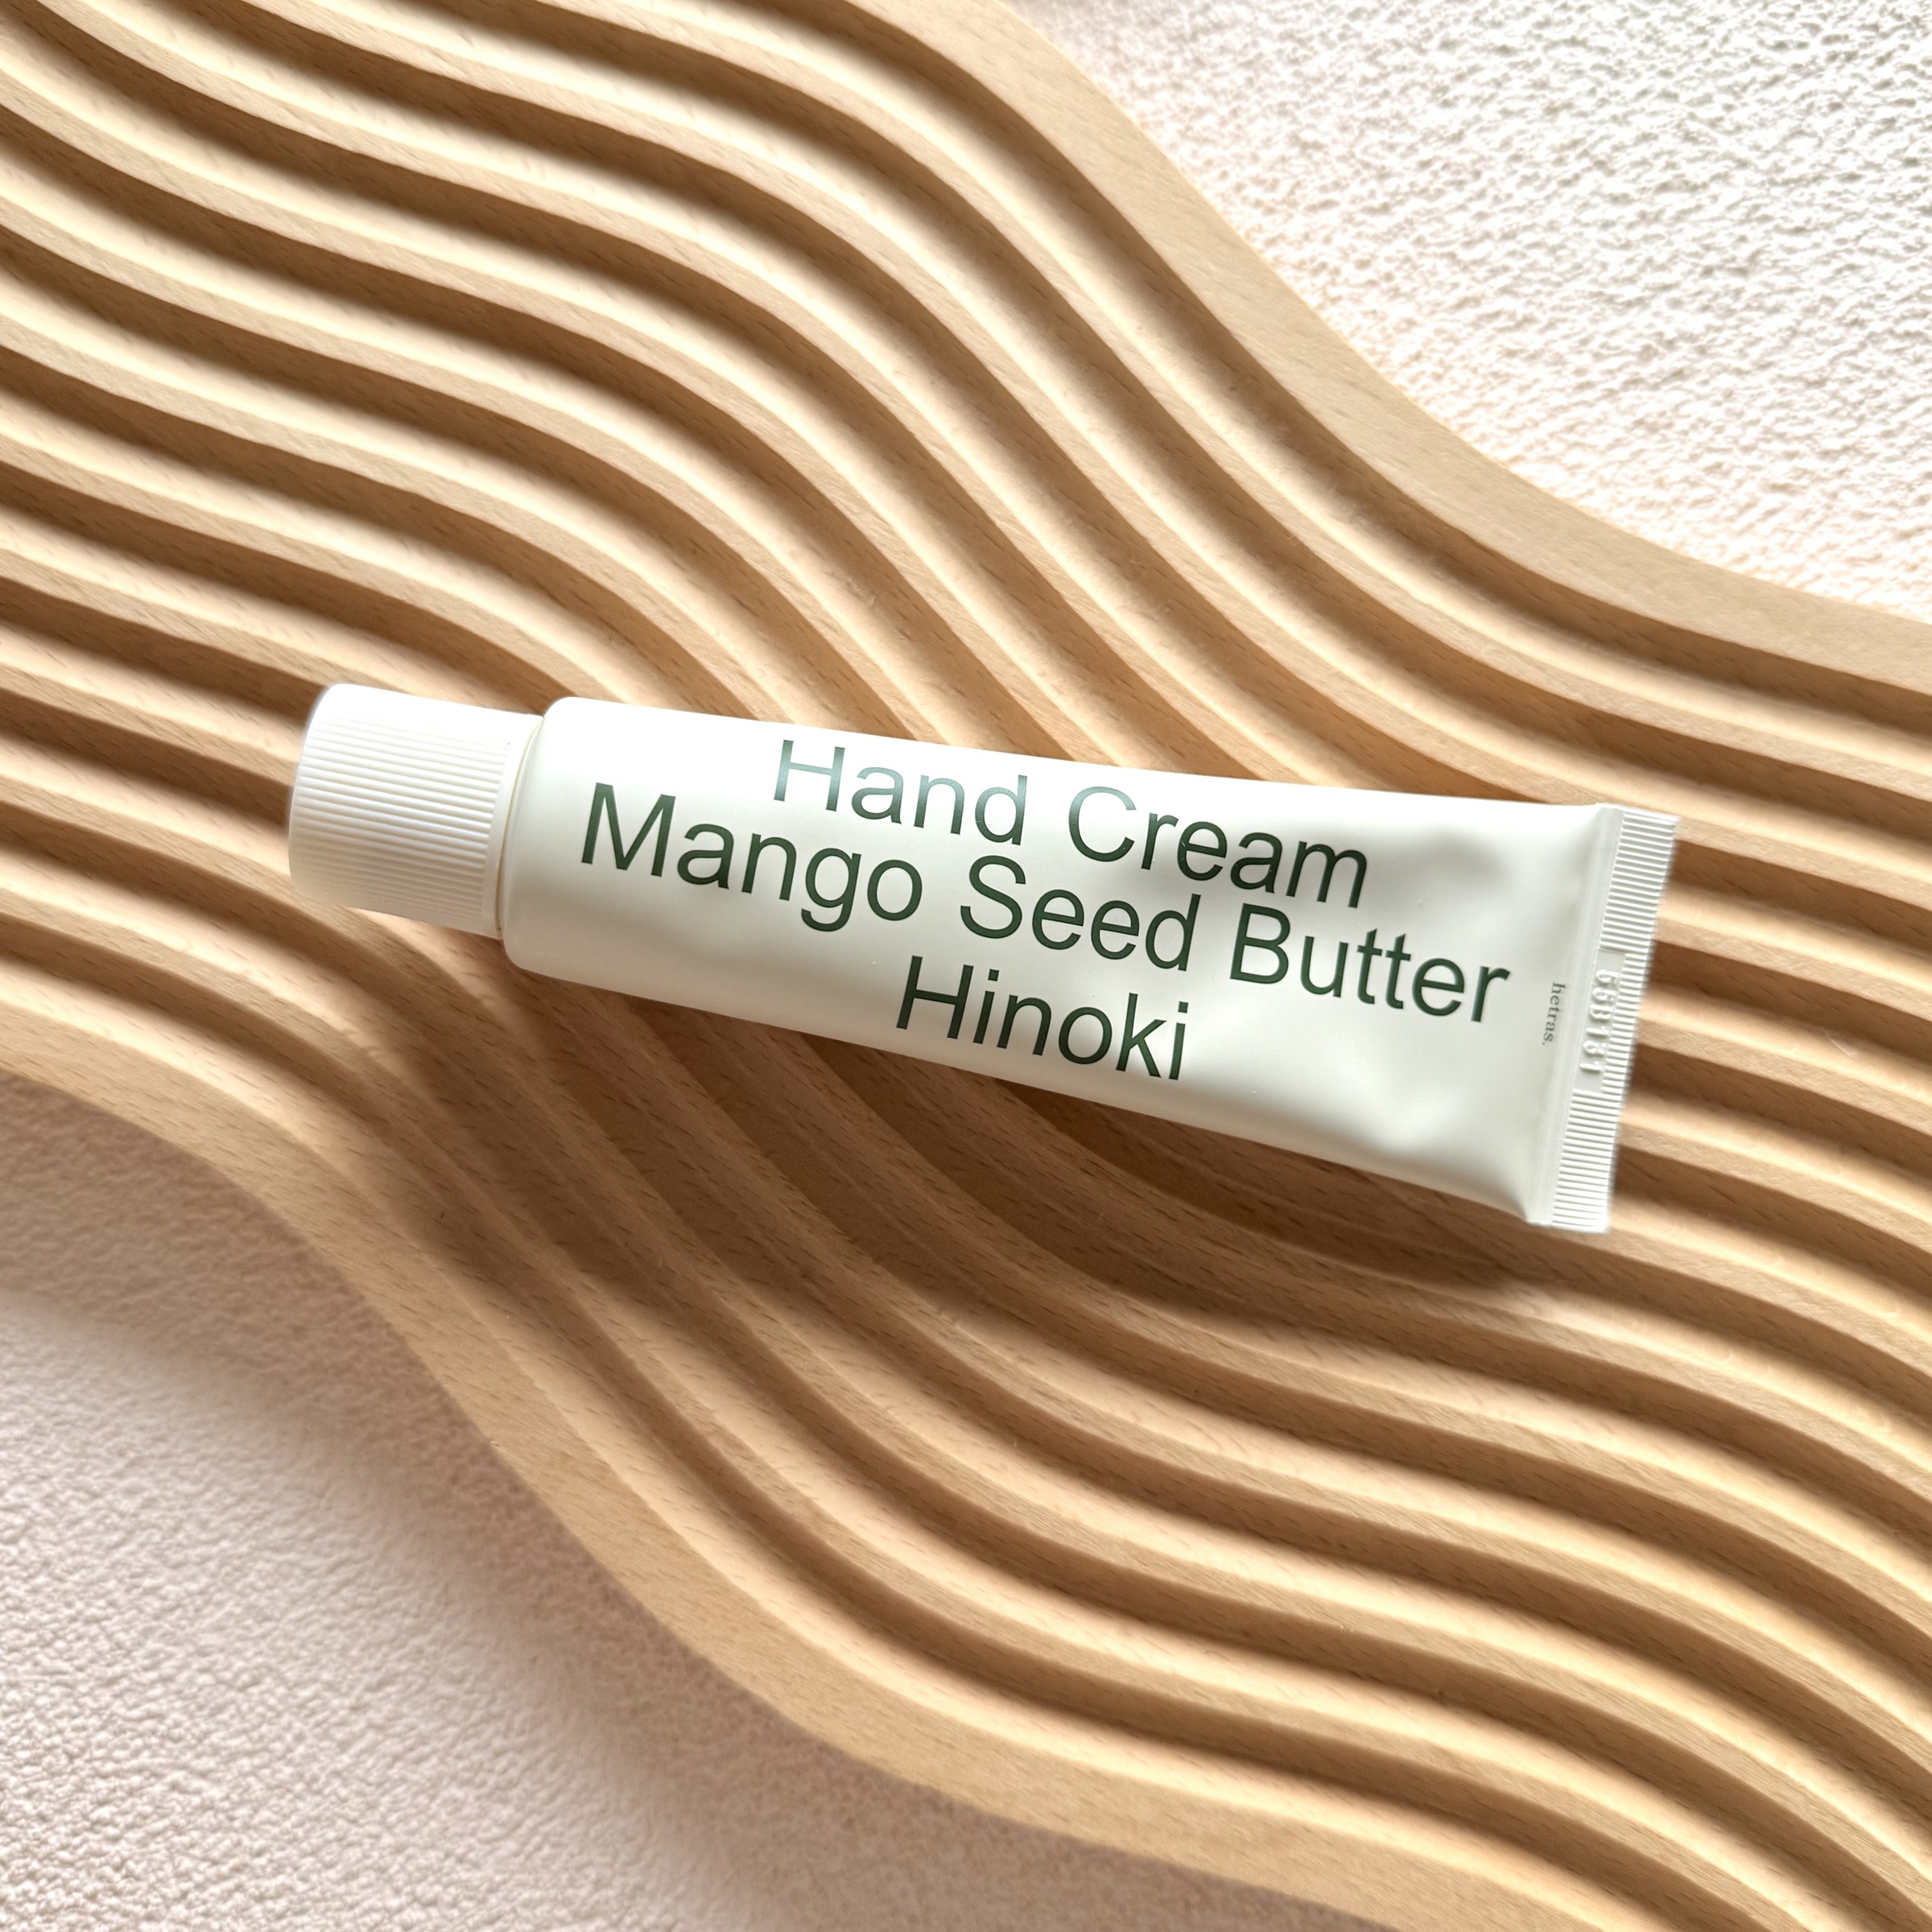 Hand Cream
Mango Seed Butter
Hinoki
hetras.